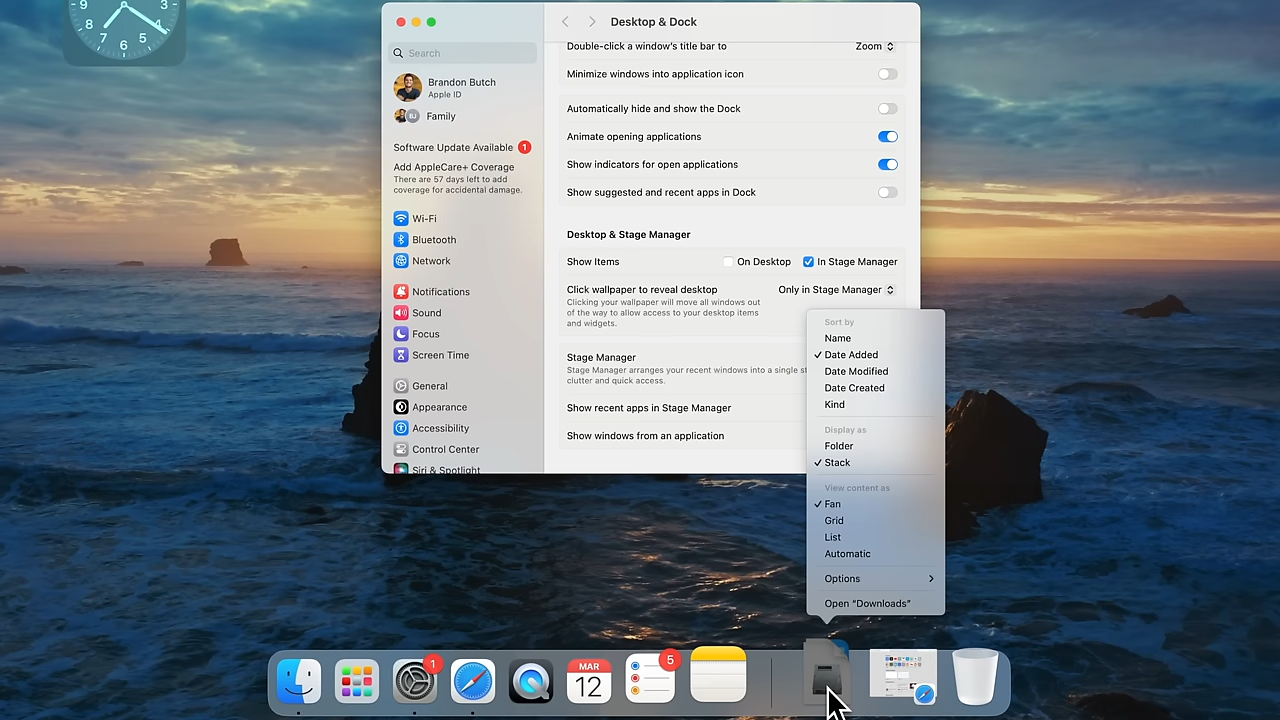 9
3
8
4
7
5
6
Desktop & Dock
Search
Brandon Butch
Apple ID
BJ
Family
Software Update Available 1
Add AppleCare+ Coverage
There are 57 days left to add
coverage for accidental damage.
Wi-Fi
Bluetooth
Network
Notifications
Sound
Focus
Screen Time
General
Appearance
Accessibility
Control Center
Siri & Spotlight
Double-click a window's title bar to Zoom
Minimize windows into application icon
Automatically hide and show the Dock
Animate opening applications
Show indicators for open applications
Show suggested and recent apps in Dock
Desktop & Stage Manager
Show Items On Desktop In Stage Manager
Click wallpaper to reveal desktop Only in Stage Manager
Clicking your wallpaper will move all windows out
of the way to allow access to your desktop items
and widgets.
Stage Manager
Stage Manager arranges your recent windows into a single st
clutter and quick access.
Show recent apps in Stage Manager
Show windows from an application
Sort by
Name
Date Added
Date Modified
Date Created
Kind
Display as
Folder
Stack
View content as
Fan
Grid
List
Automatic
Options
Open "Downloads"
1
MAR
12
5